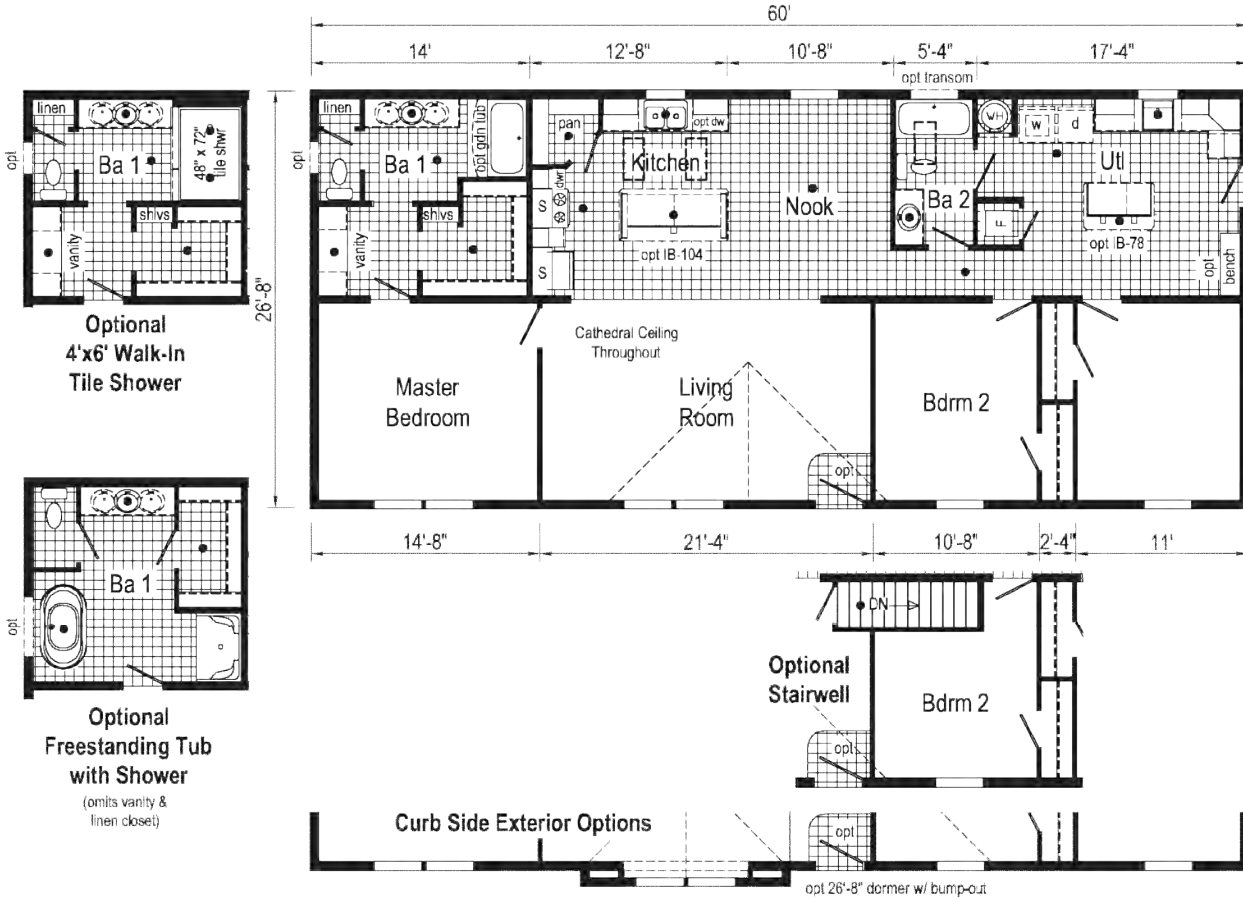 60'
14'
12'-8"
10'-8"
5'-4"
17'-4"
opt transom
linen
opt
Ba 1
48" x 72"
tile shwr
shlvs
vanity
Optional
4'x6' Walk-In
Tile Shower
26'-8"
linen
opt
Ba 1
opt gdn tub
shlvs
vanity
pan
opt dw
Kitchen
dwr
S
S
opt IB-104
Nook
Ba 2
WH
w
d
Utl
F
opt IB-78
opt
bench
Master
Bedroom
Cathedral Ceiling
Throughout
Living
Room
opt
Bdrm 2
14'-8"
21'-4"
10'-8"
2'-4"
11'
Ba 1
opt
Optional
Freestanding Tub
with Shower
(omits vanity &
linen closet)
DN
Optional
Stairwell
Bdrm 2
opt
Curb Side Exterior Options
opt
opt 26'-8" dormer w/ bump-out